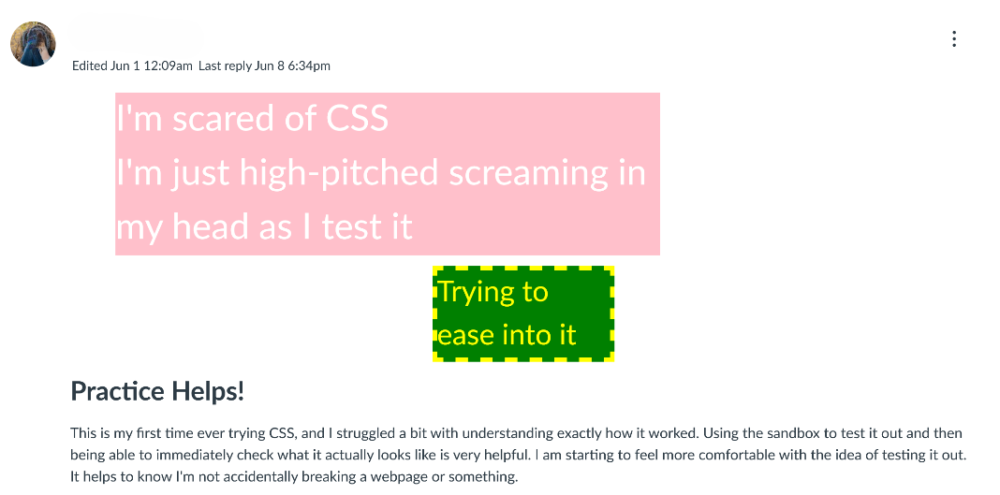 Edited Jun 1 12:09am Last reply Jun 8 6:34pm
I'm scared of CSS
I'm just high-pitched screaming in
my head as I test it
Trying to
ease into it
Practice Helps!
This is my first time ever trying CSS, and I struggled a bit with understanding exactly how it worked. Using the sandbox to test it out and then
being able to immediately check what it actually looks like is very helpful. I am starting to feel more comfortable with the idea of testing it out.
It helps to know I'm not accidentally breaking a webpage or something.